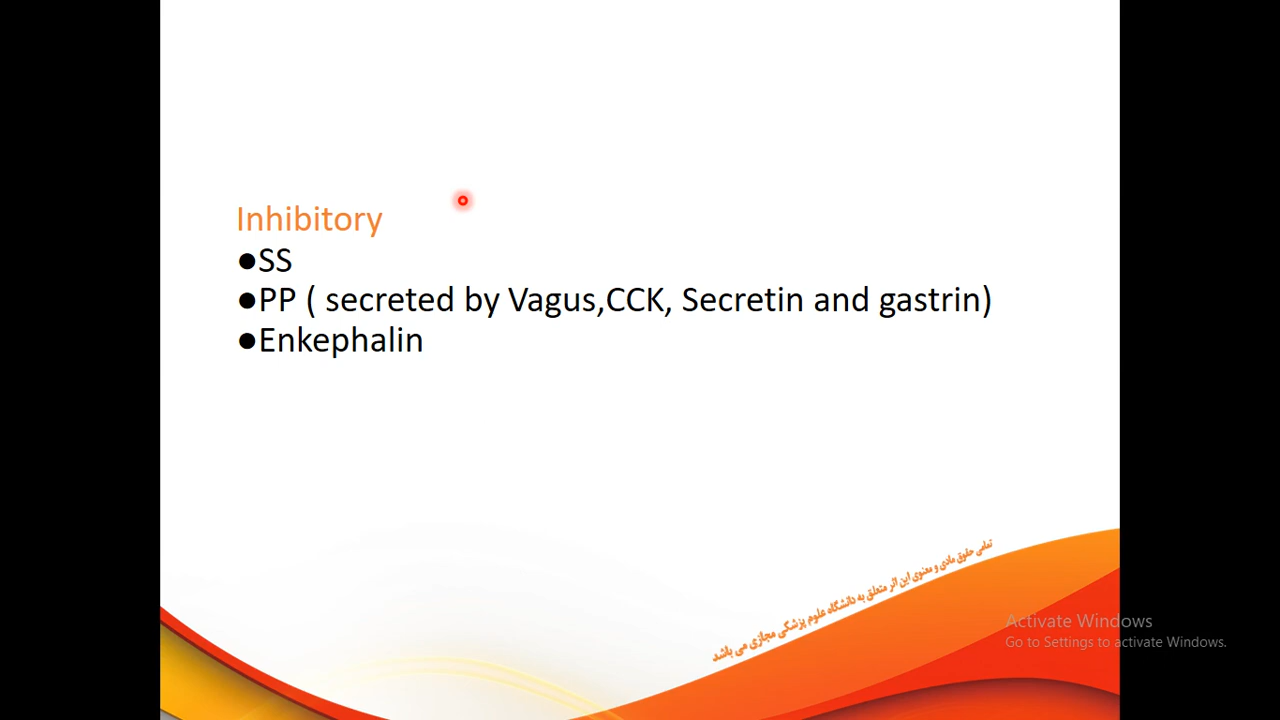 Inhibitory
●SS
●PP ( secreted by Vagus,CCK, Secretin and gastrin)
●Enkephalin
تمامی حقوق مادی و معنوی این اثر متعلق به دانشگاه علوم پزشکی مجازی می باشد
Activate Windows
Go to Settings to activate Windows.